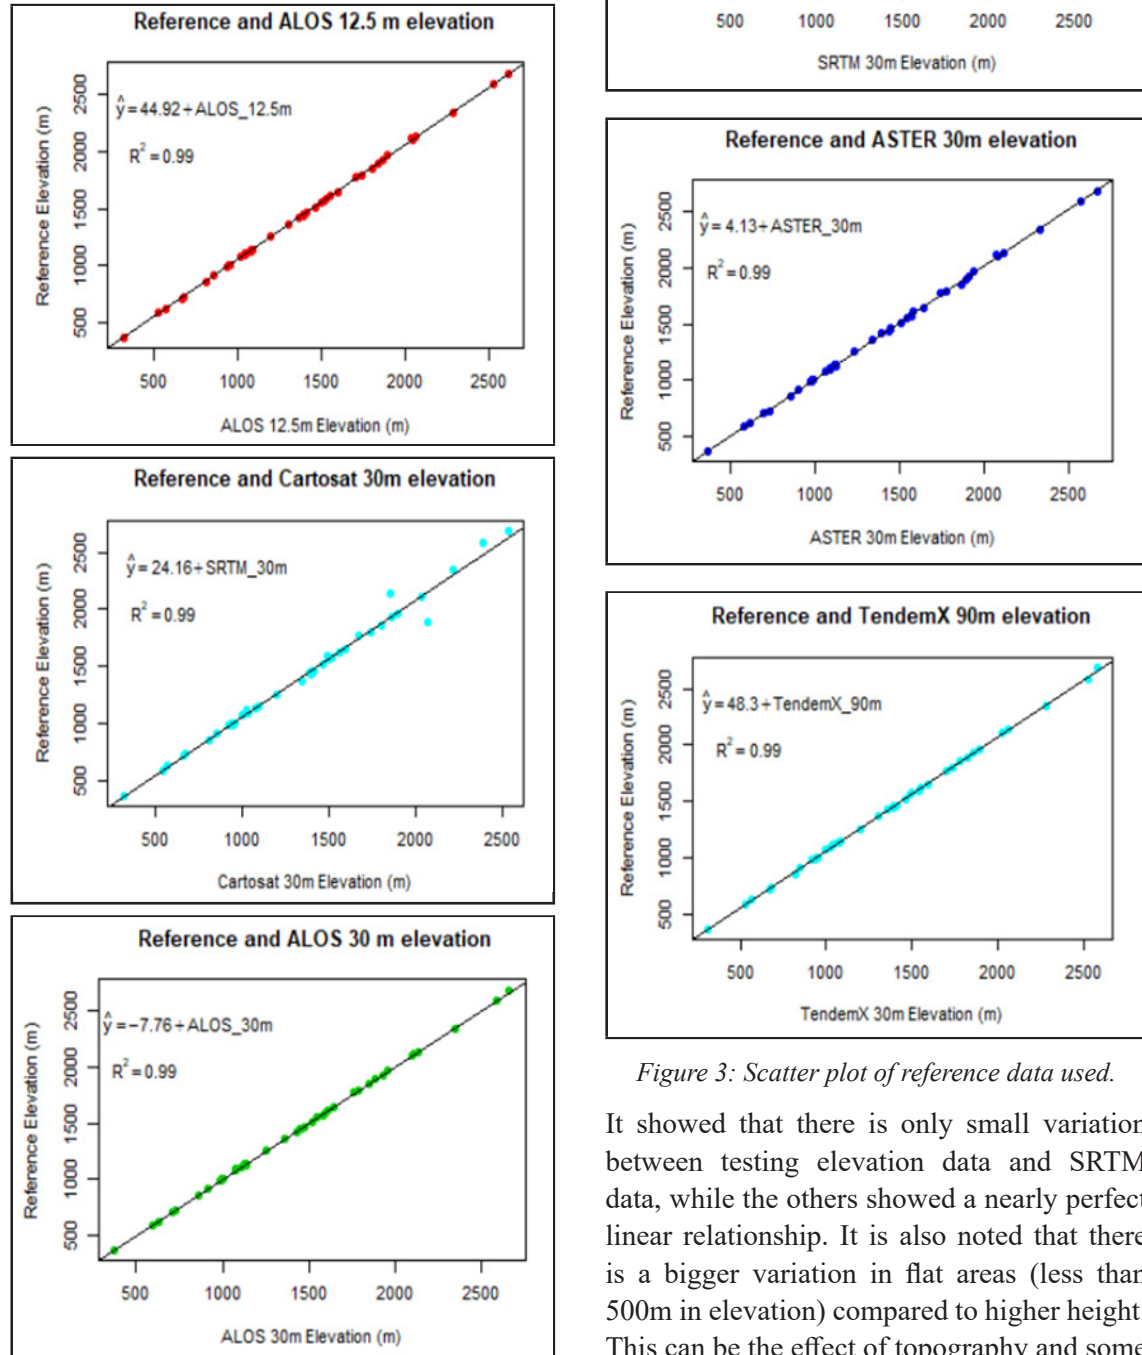 Reference and ALOS 12.5 m elevation
ŷ = 44.92 + ALOS_12.5m
R² = 0.99
Reference Elevation (m)
500 1000 1500 2000 2500
500 1000 1500 2000 2500
ALOS 12.5m Elevation (m)
Reference and Cartosat 30m elevation
ŷ = 24.16 + SRTM_30m
R² = 0.99
Reference Elevation (m)
500 1000 1500 2000 2500
500 1000 1500 2000 2500
Cartosat 30m Elevation (m)
Reference and ALOS 30 m elevation
ŷ = −7.76 + ALOS_30m
R² = 0.99
Reference Elevation (m)
500 1000 1500 2000 2500
500 1000 1500 2000 2500
ALOS 30m Elevation (m)
500 1000 1500 2000 2500
SRTM 30m Elevation (m)
Reference and ASTER 30m elevation
ŷ = 4.13 + ASTER_30m
R² = 0.99
Reference Elevation (m)
500 1000 1500 2000 2500
500 1000 1500 2000 2500
ASTER 30m Elevation (m)
Reference and TendemX 90m elevation
ŷ = 48.3 + TendemX_90m
R² = 0.99
Reference Elevation (m)
500 1000 1500 2000 2500
500 1000 1500 2000 2500
TendemX 30m Elevation (m)
Figure 3: Scatter plot of reference data used.
It showed that there is only small variation
between testing elevation data and SRTM
data, while the others showed a nearly perfect
linear relationship. It is also noted that there
is a bigger variation in flat areas (less than
500m in elevation) compared to higher height.
This can be the effect of topography and some